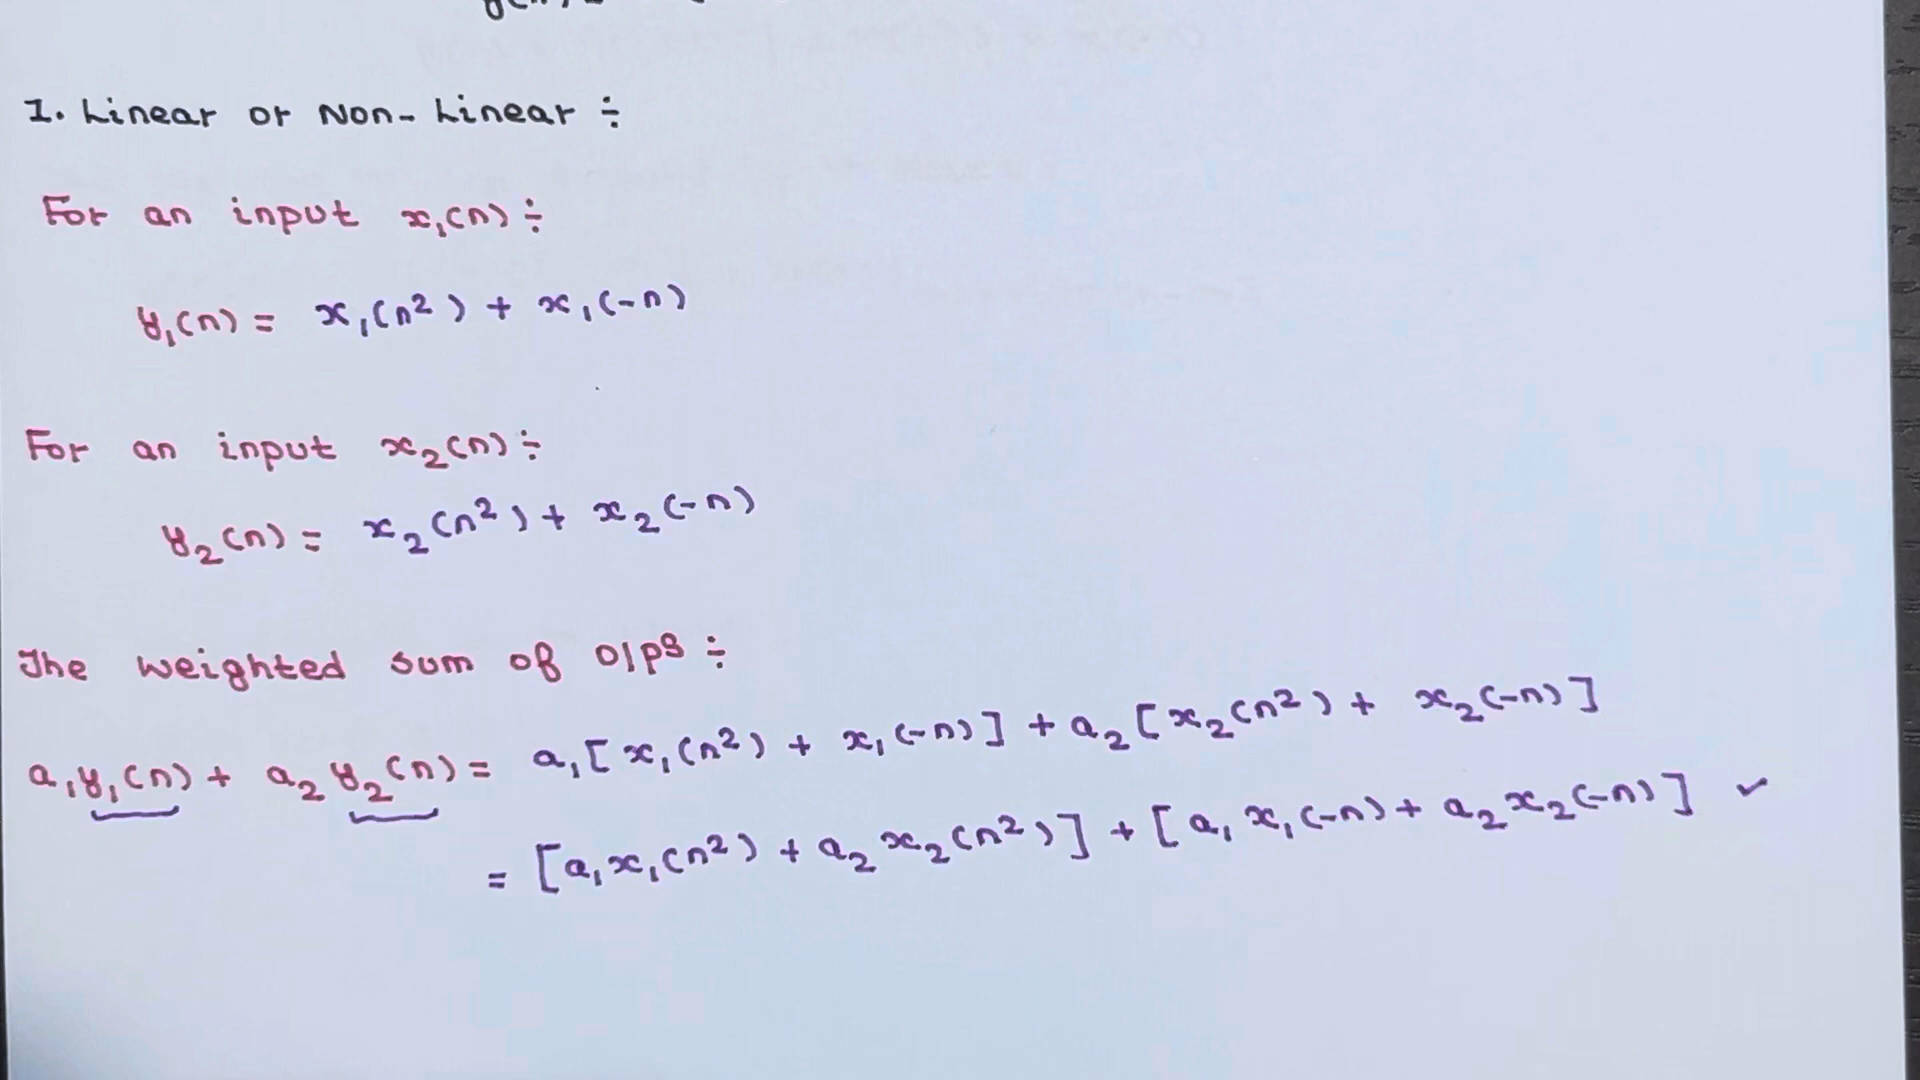 1. Linear or Non-Linear ÷
For an input x₁(n) ÷
y₁(n) = x₁(n²) + x₁(-n)
For an input x₂(n) ÷
y₂(n) = x₂(n²) + x₂(-n)
The weighted sum of o/ps ÷
a₁y₁(n) + a₂y₂(n) = a₁[x₁(n²) + x₁(-n)] + a₂[x₂(n²) + x₂(-n)]
= [a₁x₁(n²) + a₂x₂(n²)] + [a₁x₁(-n) + a₂x₂(-n)] ✓